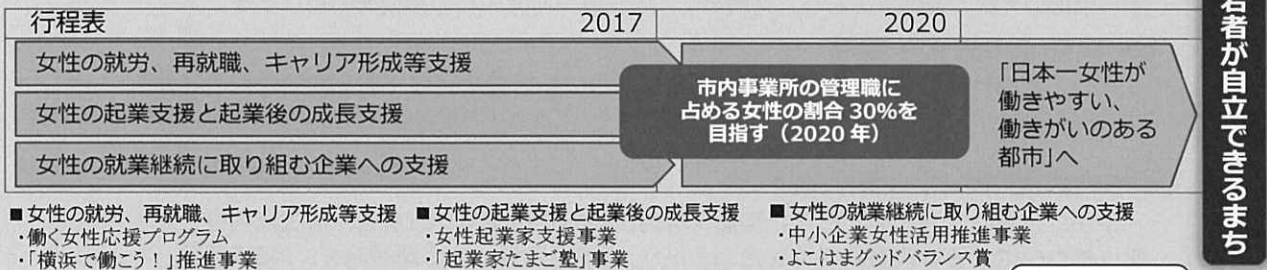 行程表 2017 2020
女性の就労、再就職、キャリア形成等支援
女性の起業支援と起業後の成長支援
女性の就業継続に取り組む企業への支援
市内事業所の管理職に
占める女性の割合 30%を
目指す（2020 年）
「日本一女性が
働きやすい、
働きがいのある
都市」へ
者が自立できるまち
■女性の就労、再就職、キャリア形成等支援
・働く女性応援プログラム
・「横浜で働こう！」推進事業
■女性の起業支援と起業後の成長支援
・女性起業家支援事業
・「起業家たまご塾」事業
■女性の就業継続に取り組む企業への支援
・中小企業女性活用推進事業
・よこはまグッドバランス賞